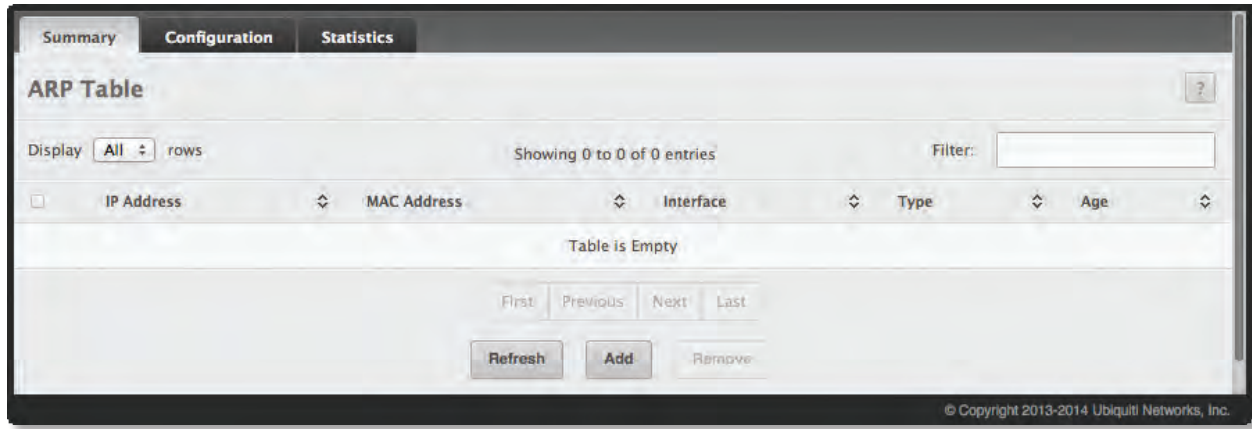 Summary Configuration Statistics
ARP Table ?
Display All rows Showing 0 to 0 of 0 entries Filter:
IP Address MAC Address Interface Type Age
Table is Empty
First Previous Next Last
Refresh Add Remove
© Copyright 2013-2014 Ubiquiti Networks, Inc.